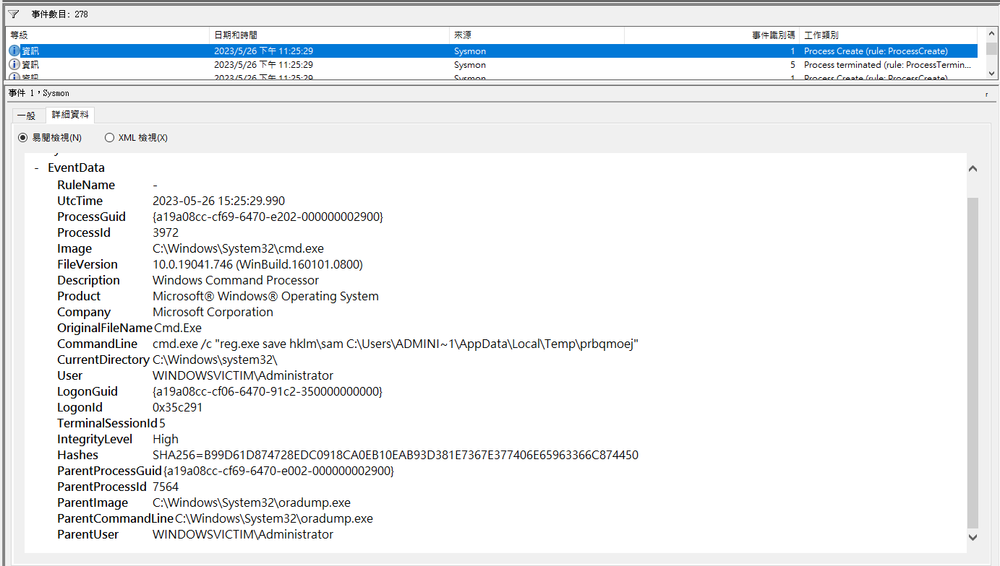 事件數目: 278
等級 日期和時間 來源 事件識別碼 工作類別
資訊 2023/5/26 下午 11:25:29 Sysmon 1 Process Create (rule: ProcessCreate)
資訊 2023/5/26 下午 11:25:29 Sysmon 5 Process terminated (rule: ProcessTermin...
資訊 2023/5/26 下午 11:25:29 Sysmon 1 Process Create (rule: ProcessCreate)
事件 1，Sysmon
一般 詳細資料
易閱檢視(N) XML 檢視(X)
- EventData
RuleName -
UtcTime 2023-05-26 15:25:29.990
ProcessGuid {a19a08cc-cf69-6470-e202-000000002900}
ProcessId 3972
Image C:\Windows\System32\cmd.exe
FileVersion 10.0.19041.746 (WinBuild.160101.0800)
Description Windows Command Processor
Product Microsoft® Windows® Operating System
Company Microsoft Corporation
OriginalFileName Cmd.Exe
CommandLine cmd.exe /c "reg.exe save hklm\sam C:\Users\ADMINI~1\AppData\Local\Temp\prbqmoej"
CurrentDirectory C:\Windows\system32\
User WINDOWSVICTIM\Administrator
LogonGuid {a19a08cc-cf06-6470-91c2-350000000000}
LogonId 0x35c291
TerminalSessionId 5
IntegrityLevel High
Hashes SHA256=B99D61D874728EDC0918CA0EB10EAB93D381E7367E377406E65963366C874450
ParentProcessGuid {a19a08cc-cf69-6470-e002-000000002900}
ParentProcessId 7564
ParentImage C:\Windows\System32\oradump.exe
ParentCommandLine C:\Windows\System32\oradump.exe
ParentUser WINDOWSVICTIM\Administrator